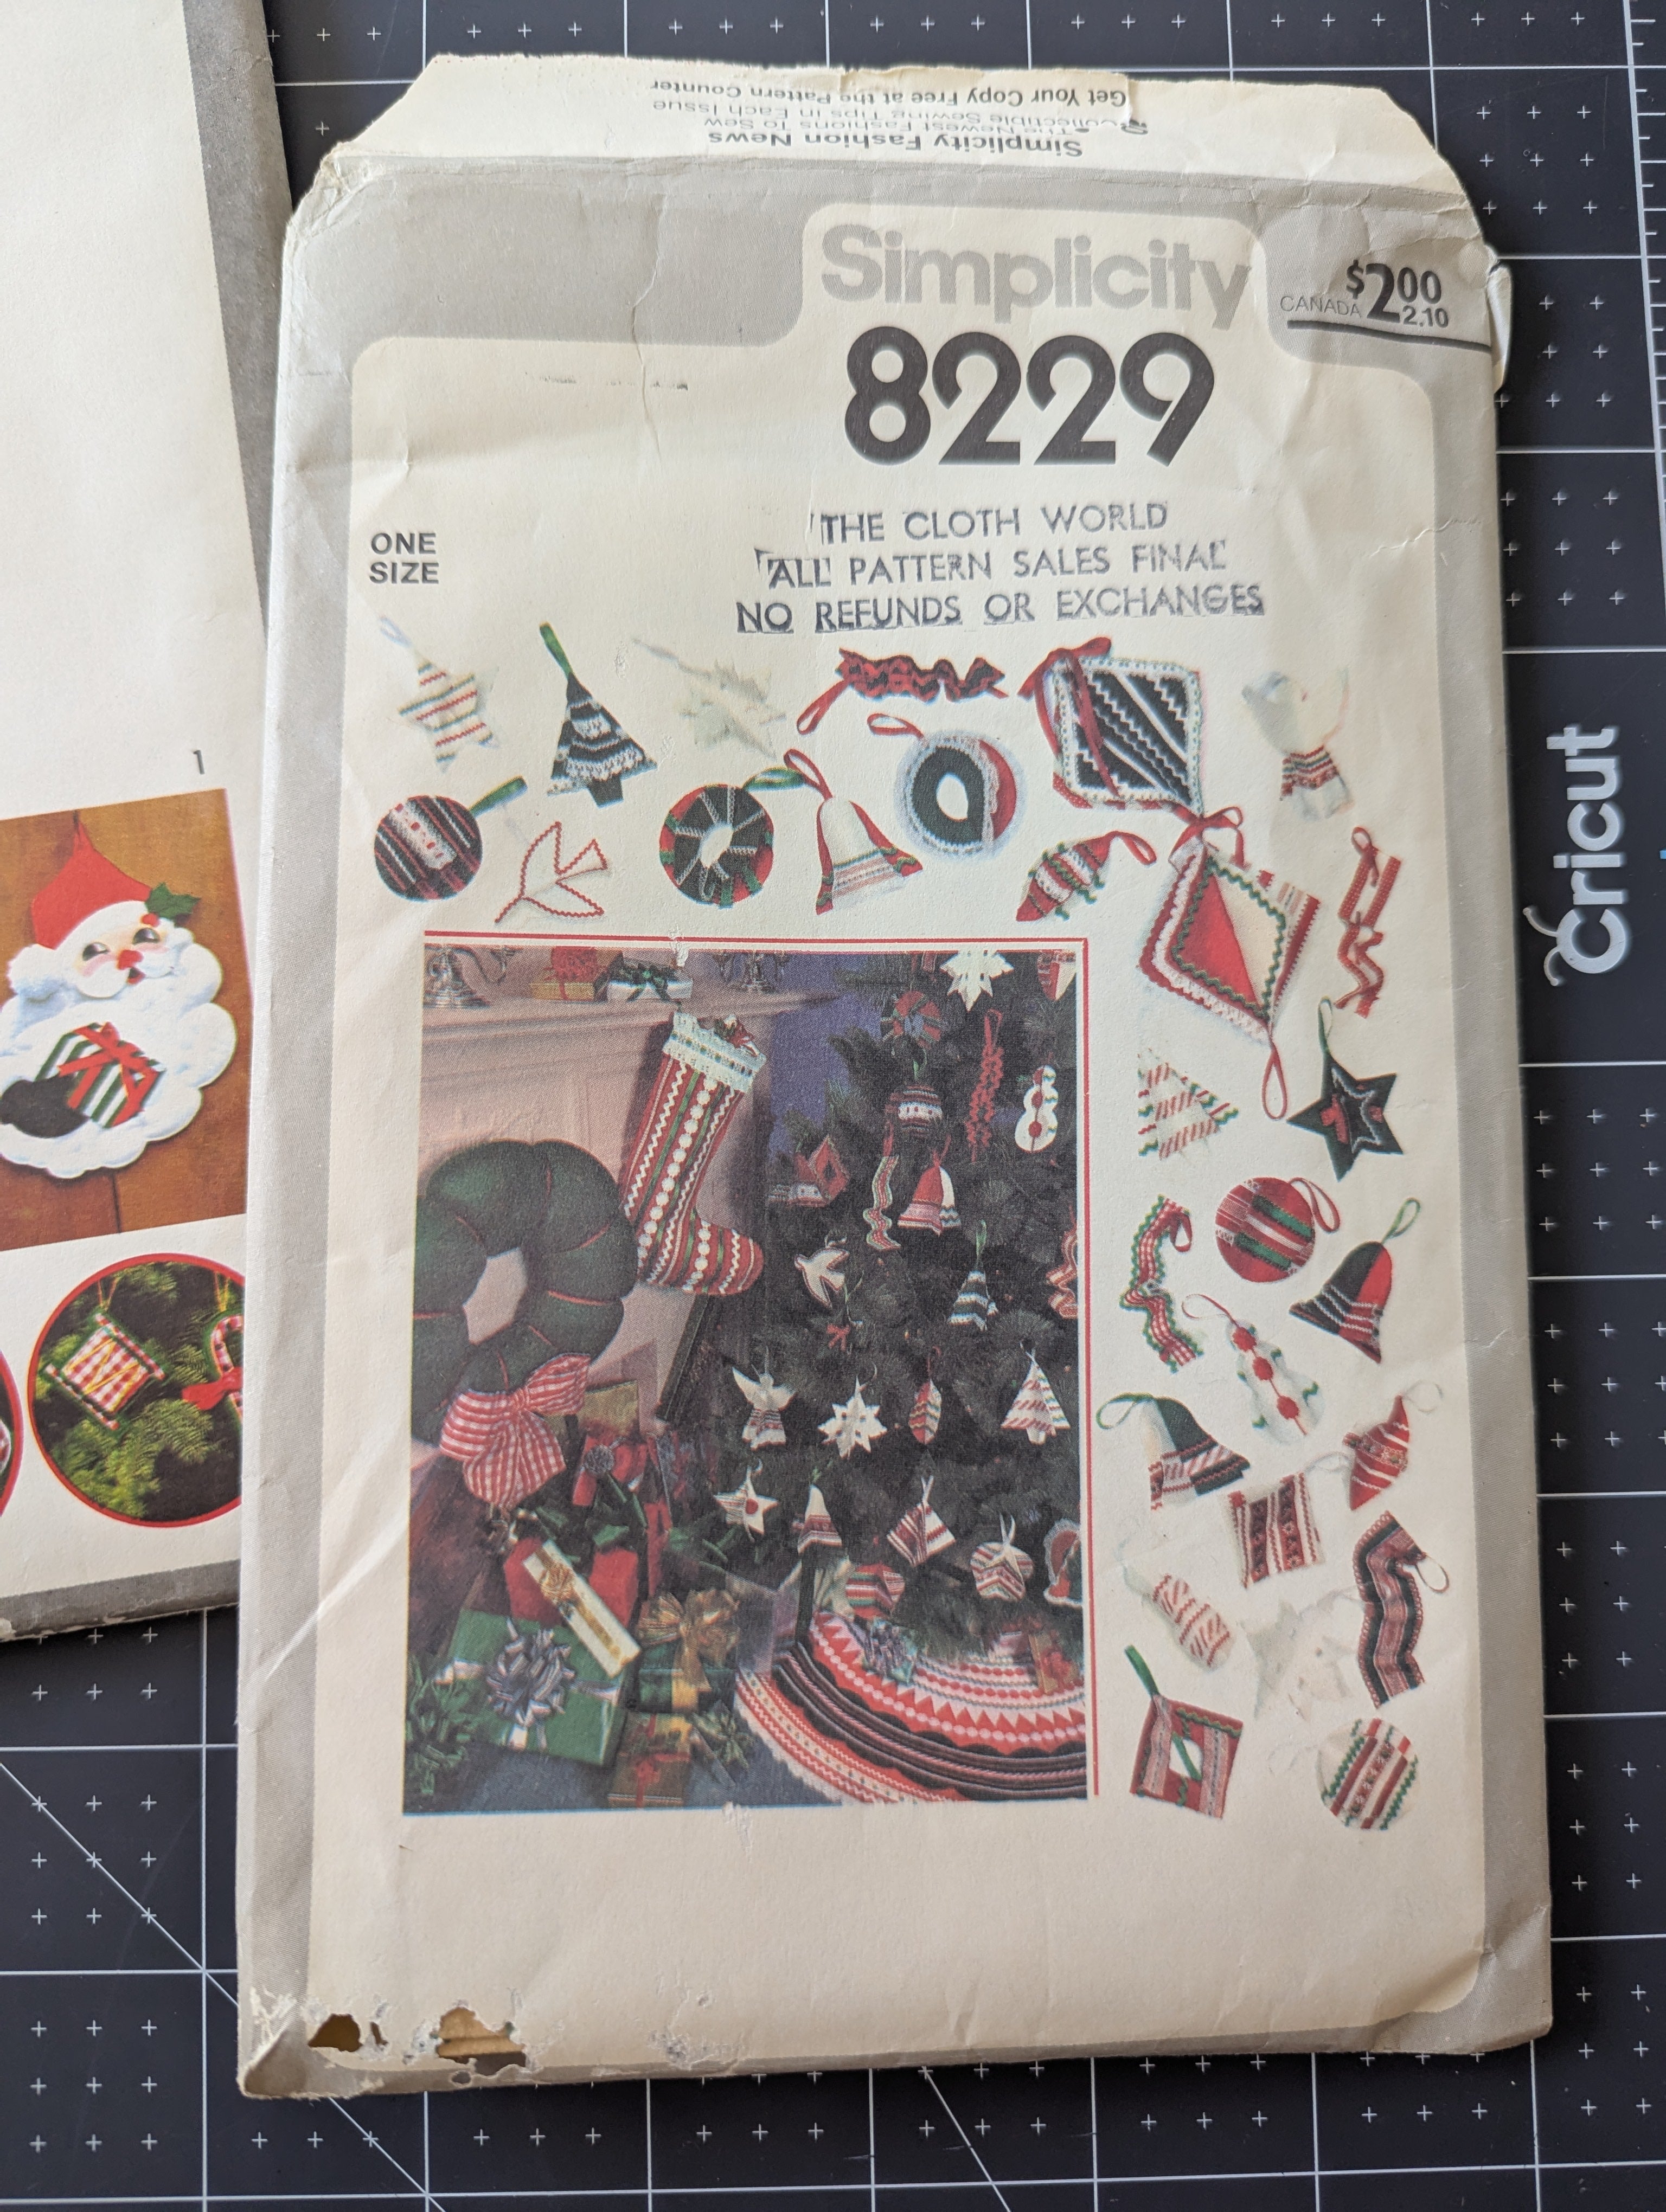 Get Your Copy Free at the Pattern Counter
Collectible Sewing Tips in Each Issue
The Newest Fashions To Sew
Simplicity Fashion News
Simplicity
$2.00
CANADA 2.10
8229
THE CLOTH WORLD
ALL PATTERN SALES FINAL
NO REFUNDS OR EXCHANGES
ONE
SIZE
1
M
Cricut